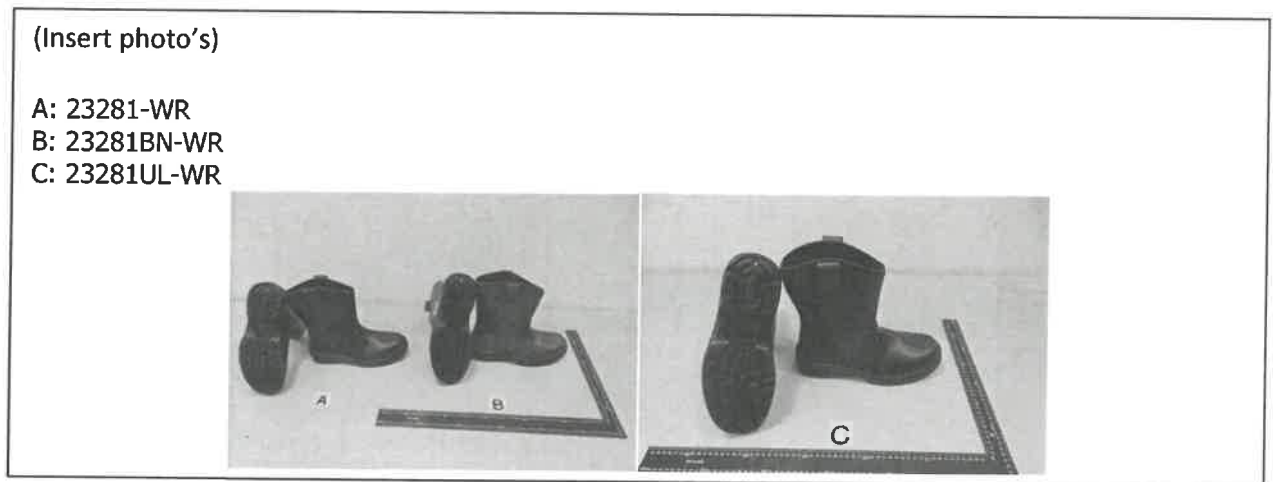 (Insert photo's)
A: 23281-WR
B: 23281BN-WR
C: 23281UL-WR
A
B
C